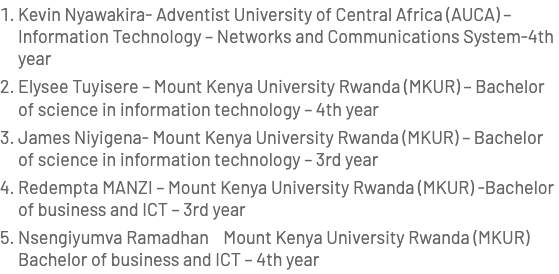 1. Kevin Nyawakira- Adventist University of Central Africa (AUCA) –
Information Technology – Networks and Communications System-4th
year
2. Elysee Tuyisere – Mount Kenya University Rwanda (MKUR) – Bachelor
of science in information technology – 4th year
3. James Niyigena- Mount Kenya University Rwanda (MKUR) – Bachelor
of science in information technology – 3rd year
4. Redempta MANZI – Mount Kenya University Rwanda (MKUR) -Bachelor
of business and ICT – 3rd year
5. Nsengiyumva Ramadhan Mount Kenya University Rwanda (MKUR)
Bachelor of business and ICT – 4th year